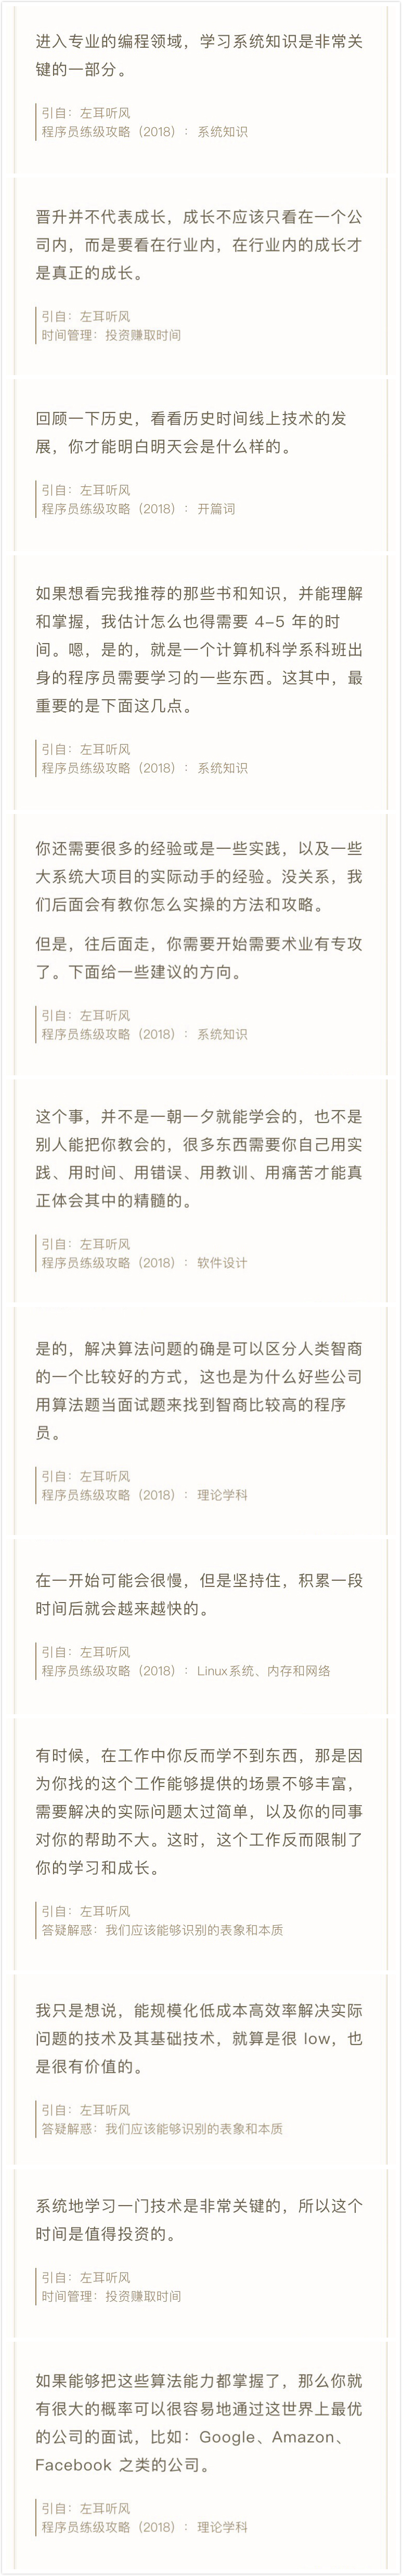 进入专业的编程领域，学习系统知识是非常关
键的一部分。
引自：左耳听风
程序员练级攻略（2018）：系统知识
晋升并不代表成长，成长不应该只看在一个公
司内，而是要看在行业内，在行业内的成长才
是真正的成长。
引自：左耳听风
时间管理：投资赚取时间
回顾一下历史，看看历史时间线上技术的发
展，你才能明白明天会是什么样的。
引自：左耳听风
程序员练级攻略（2018）：开篇词
如果想看完我推荐的那些书和知识，并能理解
和掌握，我估计怎么也得需要 4-5 年的时
间。嗯，是的，就是一个计算机科学系科班出
身的程序员需要学习的一些东西。这其中，最
重要的是下面这几点。
引自：左耳听风
程序员练级攻略（2018）：系统知识
你还需要很多的经验或是一些实践，以及一些
大系统大项目的实际动手的经验。没关系，我
们后面会有教你怎么实操的方法和攻略。
但是，往后面走，你需要开始需要术业有专攻
了。下面给一些建议的方向。
引自：左耳听风
程序员练级攻略（2018）：系统知识
这个事，并不是一朝一夕就能学会的，也不是
别人能把你教会的，很多东西需要你自己用实
践、用时间、用错误、用教训、用痛苦才能真
正体会其中的精髓的。
引自：左耳听风
程序员练级攻略（2018）：软件设计
是的，解决算法问题的确是可以区分人类智商
的一个比较好的方式，这也是为什么好些公司
用算法题当面试题来找到智商比较高的程序
员。
引自：左耳听风
程序员练级攻略（2018）：理论学科
在一开始可能会很慢，但是坚持住，积累一段
时间后就会越来越快的。
引自：左耳听风
程序员练级攻略（2018）：Linux系统、内存和网络
有时候，在工作中你反而学不到东西，那是因
为你找的这个工作能够提供的场景不够丰富，
需要解决的实际问题太过简单，以及你的同事
对你的帮助不大。这时，这个工作反而限制了
你的学习和成长。
引自：左耳听风
答疑解惑：我们应该能够识别的表象和本质
我只是想说，能规模化低成本高效率解决实际
问题的技术及其基础技术，就算是很 low，也
是很有价值的。
引自：左耳听风
答疑解惑：我们应该能够识别的表象和本质
系统地学习一门技术是非常关键的，所以这个
时间是值得投资的。
引自：左耳听风
时间管理：投资赚取时间
如果能够把这些算法能力都掌握了，那么你就
有很大的概率可以很容易地通过这世界上最优
的公司的面试，比如：Google、Amazon、
Facebook 之类的公司。
引自：左耳听风
程序员练级攻略（2018）：理论学科